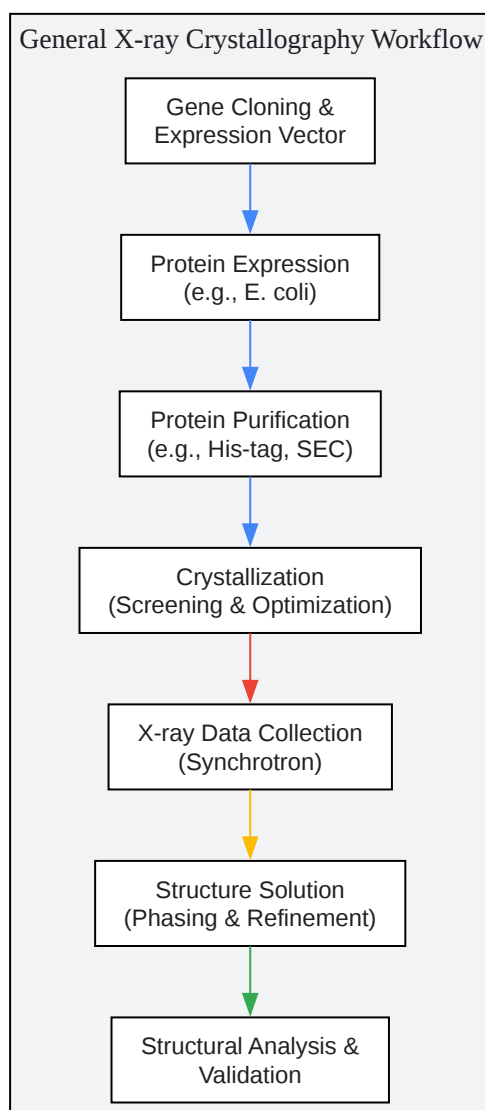 General X-ray Crystallography Workflow
Gene Cloning &
Expression Vector
Protein Expression
(e.g., E. coli)
Protein Purification
(e.g., His-tag, SEC)
Crystallization
(Screening & Optimization)
X-ray Data Collection
(Synchrotron)
Structure Solution
(Phasing & Refinement)
Structural Analysis &
Validation